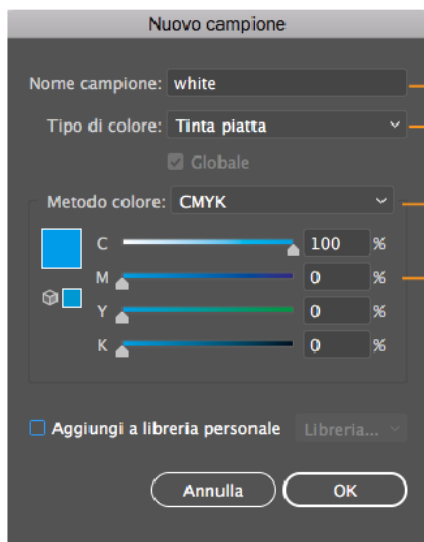 Nuovo campione
Nome campione: white
Tipo di colore: Tinta piatta
Globale
Metodo colore: CMYK
C 100 %
M 0 %
Y 0 %
K 0 %
Aggiungi a libreria personale Libreria...
Annulla OK